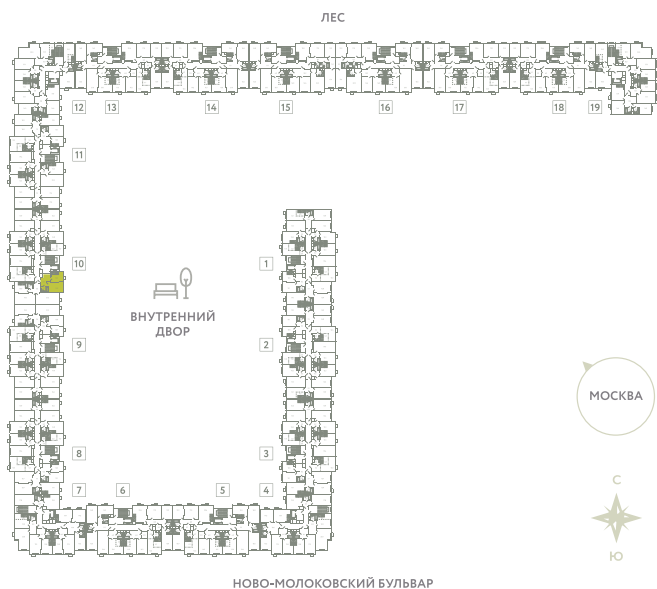 ЛЕС
12 13 14 15 16 17 18 19
11
10 1
ВНУТРЕННИЙ
ДВОР
9 2
МОСКВА
8 3
7 6 5 4
С
Ю
НОВО-МОЛОКОВСКИЙ БУЛЬВАР